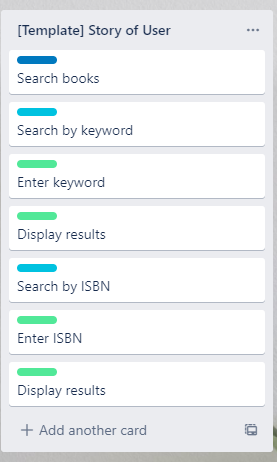 [Template] Story of User
Search books
Search by keyword
Enter keyword
Display results
Search by ISBN
Enter ISBN
Display results
Add another card